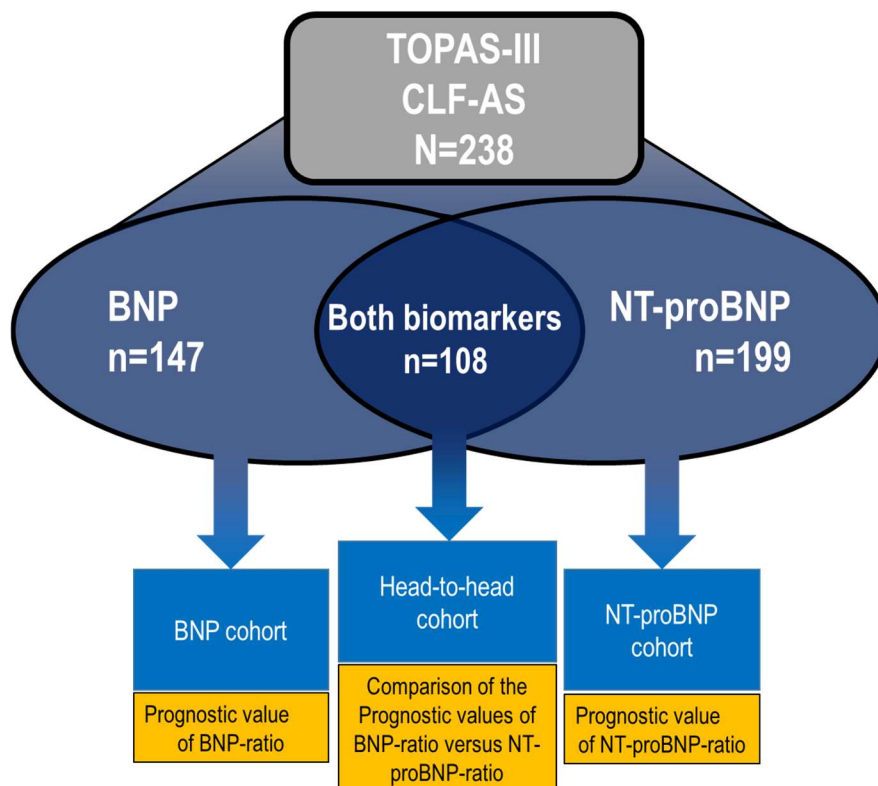 TOPAS-III
CLF-AS
N=238
BNP
n=147
Both biomarkers
n=108
NT-proBNP
n=199
BNP cohort
Prognostic value
of BNP-ratio
Head-to-head
cohort
Comparison of the
Prognostic values of
BNP-ratio versus NT-
proBNP-ratio
NT-proBNP
cohort
Prognostic value
of NT-proBNP-ratio